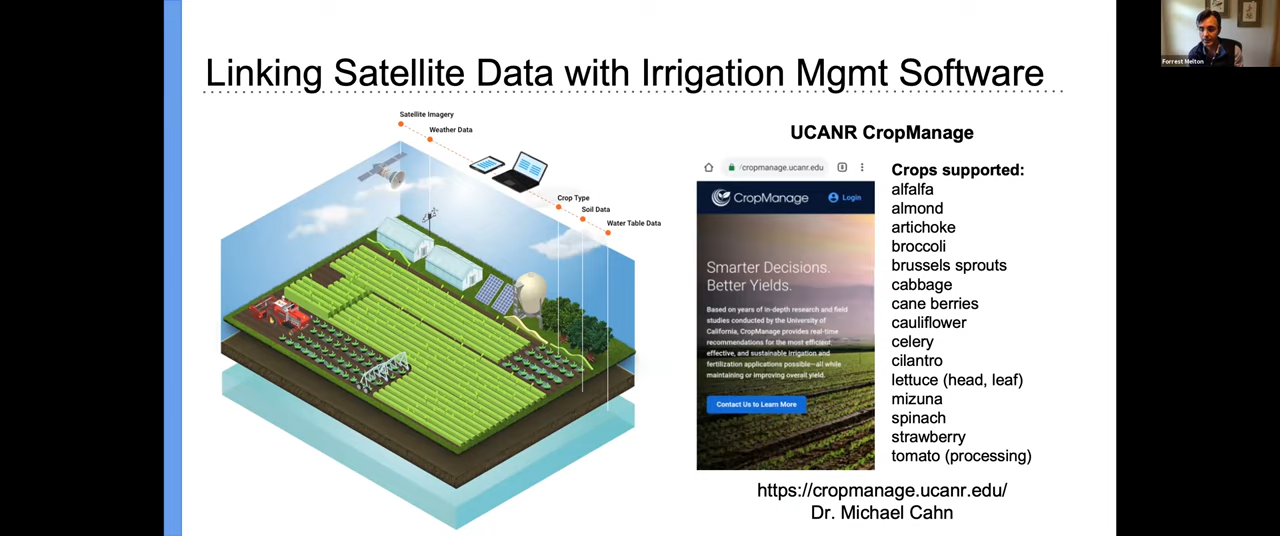 Forrest Melton
Linking Satellite Data with Irrigation Mgmt Software
Satellite Imagery
Weather Data
Crop Type
Soil Data
Water Table Data
UCANR CropManage
/cropmanage.ucanr.edu
CropManage
Login
Smarter Decisions.
Better Yields.
Based on years of in-depth research and field
studies conducted by the University of
California, CropManage provides real-time
recommendations for the most efficient,
effective, and sustainable irrigation and
fertilization applications possible—all while
maintaining or improving overall yield.
Contact Us to Learn More
Crops supported:
alfalfa
almond
artichoke
broccoli
brussels sprouts
cabbage
cane berries
cauliflower
celery
cilantro
lettuce (head, leaf)
mizuna
spinach
strawberry
tomato (processing)
https://cropmanage.ucanr.edu/
Dr. Michael Cahn